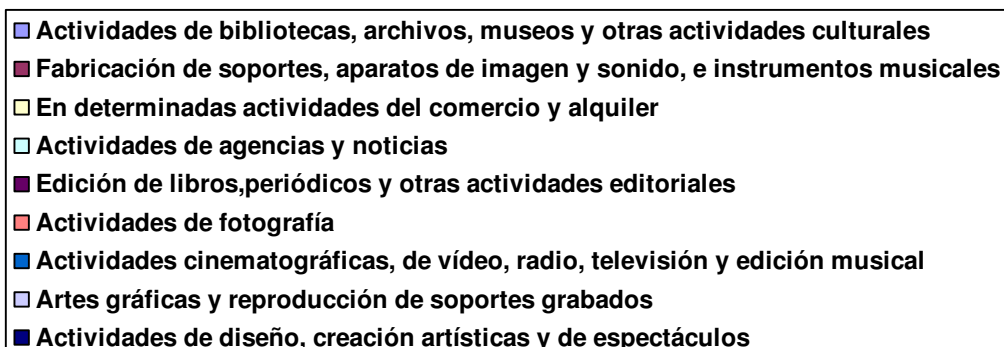 Actividades de bibliotecas, archivos, museos y otras actividades culturales
Fabricación de soportes, aparatos de imagen y sonido, e instrumentos musicales
En determinadas actividades del comercio y alquiler
Actividades de agencias y noticias
Edición de libros,periódicos y otras actividades editoriales
Actividades de fotografía
Actividades cinematográficas, de vídeo, radio, televisión y edición musical
Artes gráficas y reproducción de soportes grabados
Actividades de diseño, creación artísticas y de espectáculos